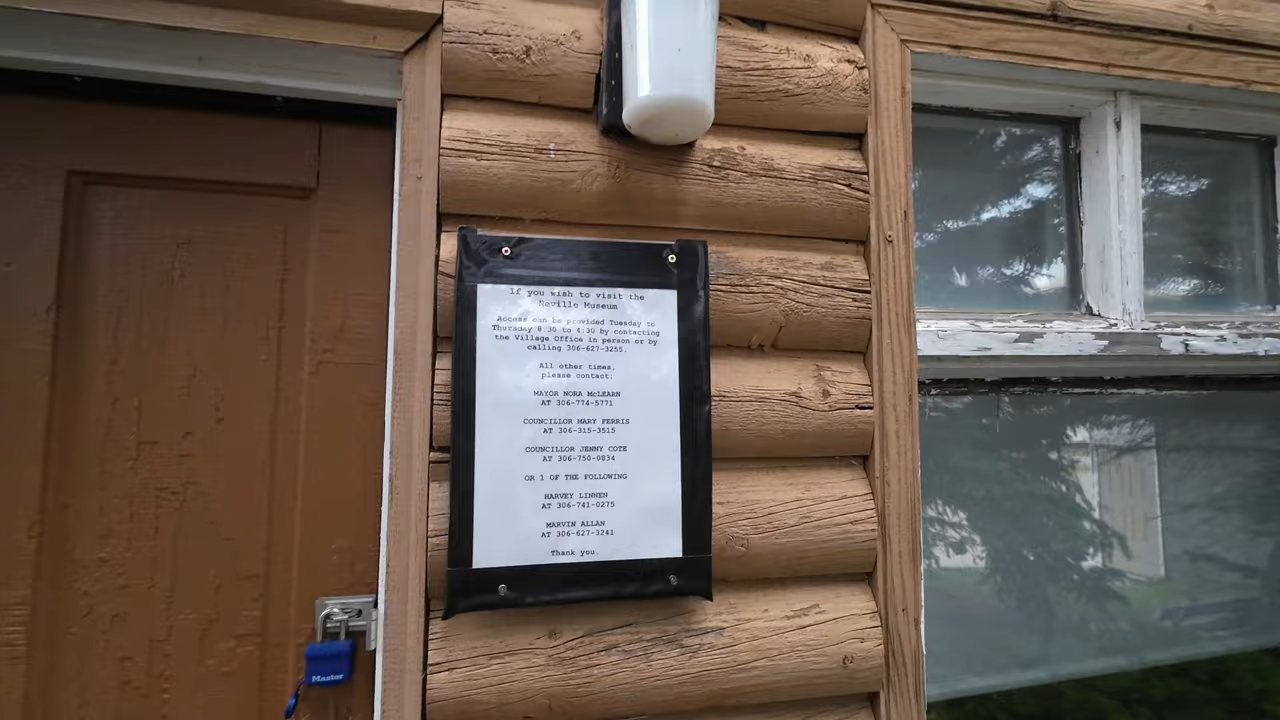 If you wish to visit the
Neville Museum
Access can be provided Tuesday to
Thursday 8:30 to 4:30 by contacting
the Village Office in person or by
calling 306-627-3255.
All other times,
please contact:
MAYOR NORA McLEARN
AT 306-774-5771
COUNCILLOR MARY FERRIS
AT 306-315-3515
COUNCILLOR JENNY COTE
AT 306-750-0834
OR 1 OF THE FOLLOWING
HARVEY LINNEN
AT 306-741-0275
MARVIN ALLAN
AT 306-627-3241
Thank you.
Master